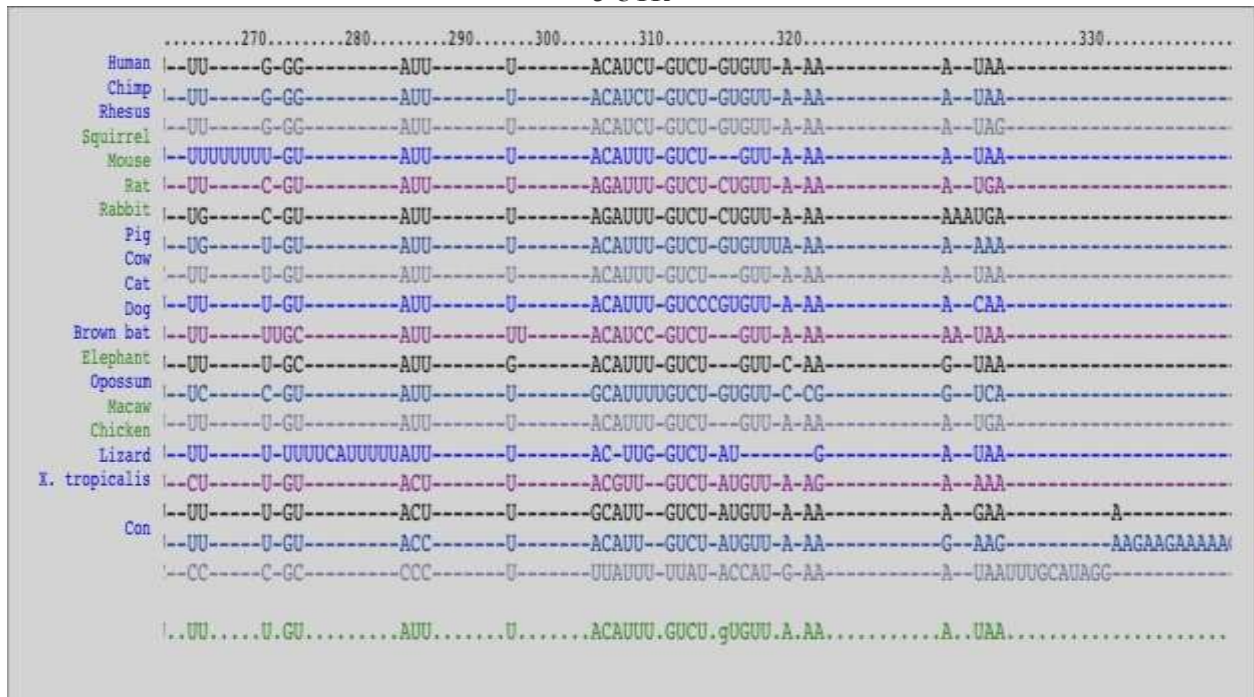 .........270.........280.........290.......300.........310...........320...........................330..............
Human |--UU-----G-GG---------AUU-------U-------ACAUCU-GUCU-GUGUU-A-AA-----------A--UAA----------------------
Chimp |--UU-----G-GG---------AUU-------U-------ACAUCU-GUCU-GUGUU-A-AA-----------A--UAA----------------------
Rhesus |--UU-----G-GG---------AUU-------U-------ACAUCU-GUCU-GUGUU-A-AA-----------A--UAG----------------------
Squirrel |--UUUUUUUU-GU---------AUU-------U-------ACAUUU-GUCU---GUU-A-AA-----------A--UAA----------------------
Mouse |--UU-----C-GU---------AUU-------U-------AGAUUU-GUCU-CUGUU-A-AA-----------A--UGA----------------------
Rat |--UG-----C-GU---------AUU-------U-------AGAUUU-GUCU-CUGUU-A-AA-----------AAAUGA----------------------
Rabbit |--UG-----U-GU---------AUU-------U-------ACAUUU-GUCU-GUGUUUA-AA-----------A--AAA----------------------
Pig |--UU-----U-GU---------AUU-------U-------ACAUUU-GUCU---GUU-A-AA-----------A--UAA----------------------
Cow |--UU-----U-GU---------AUU-------U-------ACAUUU-GUCCCGUGUU-A-AA-----------A--CAA----------------------
Cat |--UU-----UUGC---------AUU-------UU------ACAUCC-GUCU---GUU-A-AA-----------AA-UAA----------------------
Dog |--UU-----U-GC---------AUU-------G-------ACAUUU-GUCU---GUU-C-AA-----------G--UAA----------------------
Brown bat |--UC-----C-GU---------AUU-------U-------GCAUUUUGUCU-GUGUU-C-CG-----------G--UCA----------------------
Elephant |--UU-----U-GU---------AUU-------U-------ACAUUU-GUCU---GUU-A-AA-----------A--UGA----------------------
Opossum |--UU-----U-UUUUCAUUUUUAUU-------U-------AC-UUG-GUCU-AU-------G-----------A--UAA----------------------
Macaw |--CU-----U-GU---------ACU-------U-------ACGUU--GUCU-AUGUU-A-AG-----------A--AAA----------------------
Chicken |--UU-----U-GU---------ACU-------U-------GCAUU--GUCU-AUGUU-A-AA-----------A--GAA----------A-----------
Lizard |--UU-----U-GU---------ACC-------U-------ACAUU--GUCU-AUGUU-A-AA-----------G--AAG----------AAGAAGAAAAAG
X. tropicalis |--CC-----C-GC---------CCC-------U-------UUAUUU-UUAU-ACCAU-G-AA-----------A--UAAUUUGCAUAGG------------
Con |..UU.....U.GU.........AUU.......U.......ACAUUU.GUCU.gUGUU.A.AA...........A..UAA......................